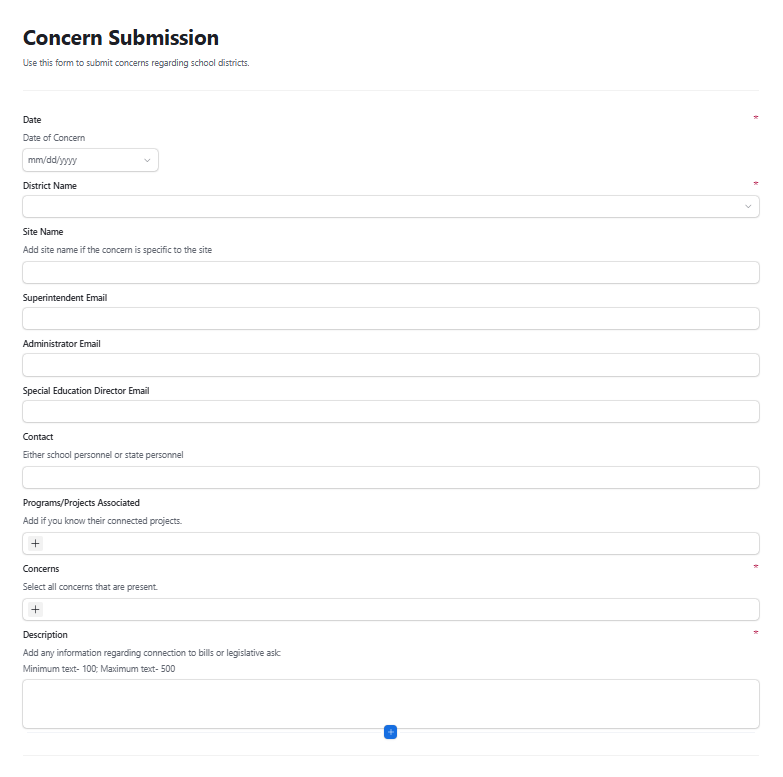 Concern Submission
Use this form to submit concerns regarding school districts.
Date *
Date of Concern
mm/dd/yyyy
District Name *
Site Name
Add site name if the concern is specific to the site
Superintendent Email
Administrator Email
Special Education Director Email
Contact
Either school personnel or state personnel
Programs/Projects Associated
Add if you know their connected projects.
+
Concerns *
Select all concerns that are present.
+
Description *
Add any information regarding connection to bills or legislative ask:
Minimum text- 100; Maximum text- 500
+